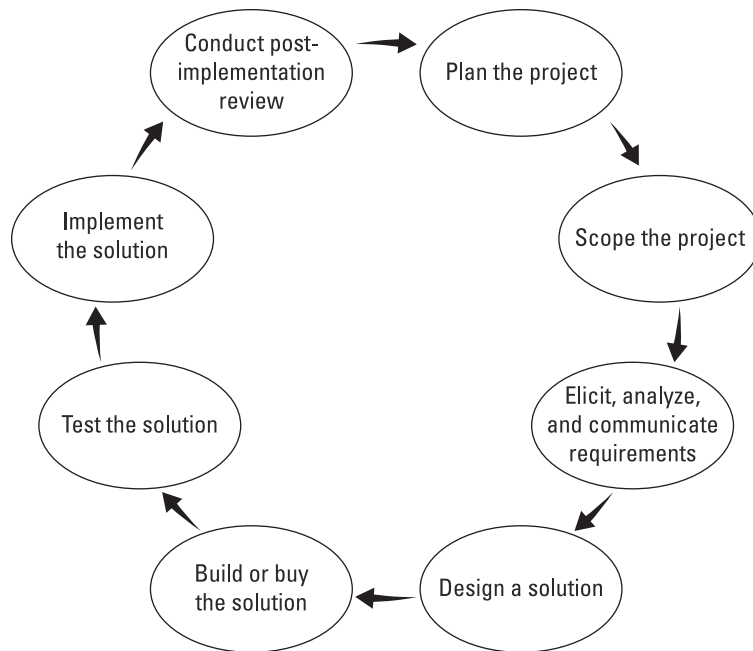 Conduct post-
implementation
review
Plan the project
Scope the project
Elicit, analyze,
and communicate
requirements
Design a solution
Build or buy
the solution
Test the solution
Implement
the solution